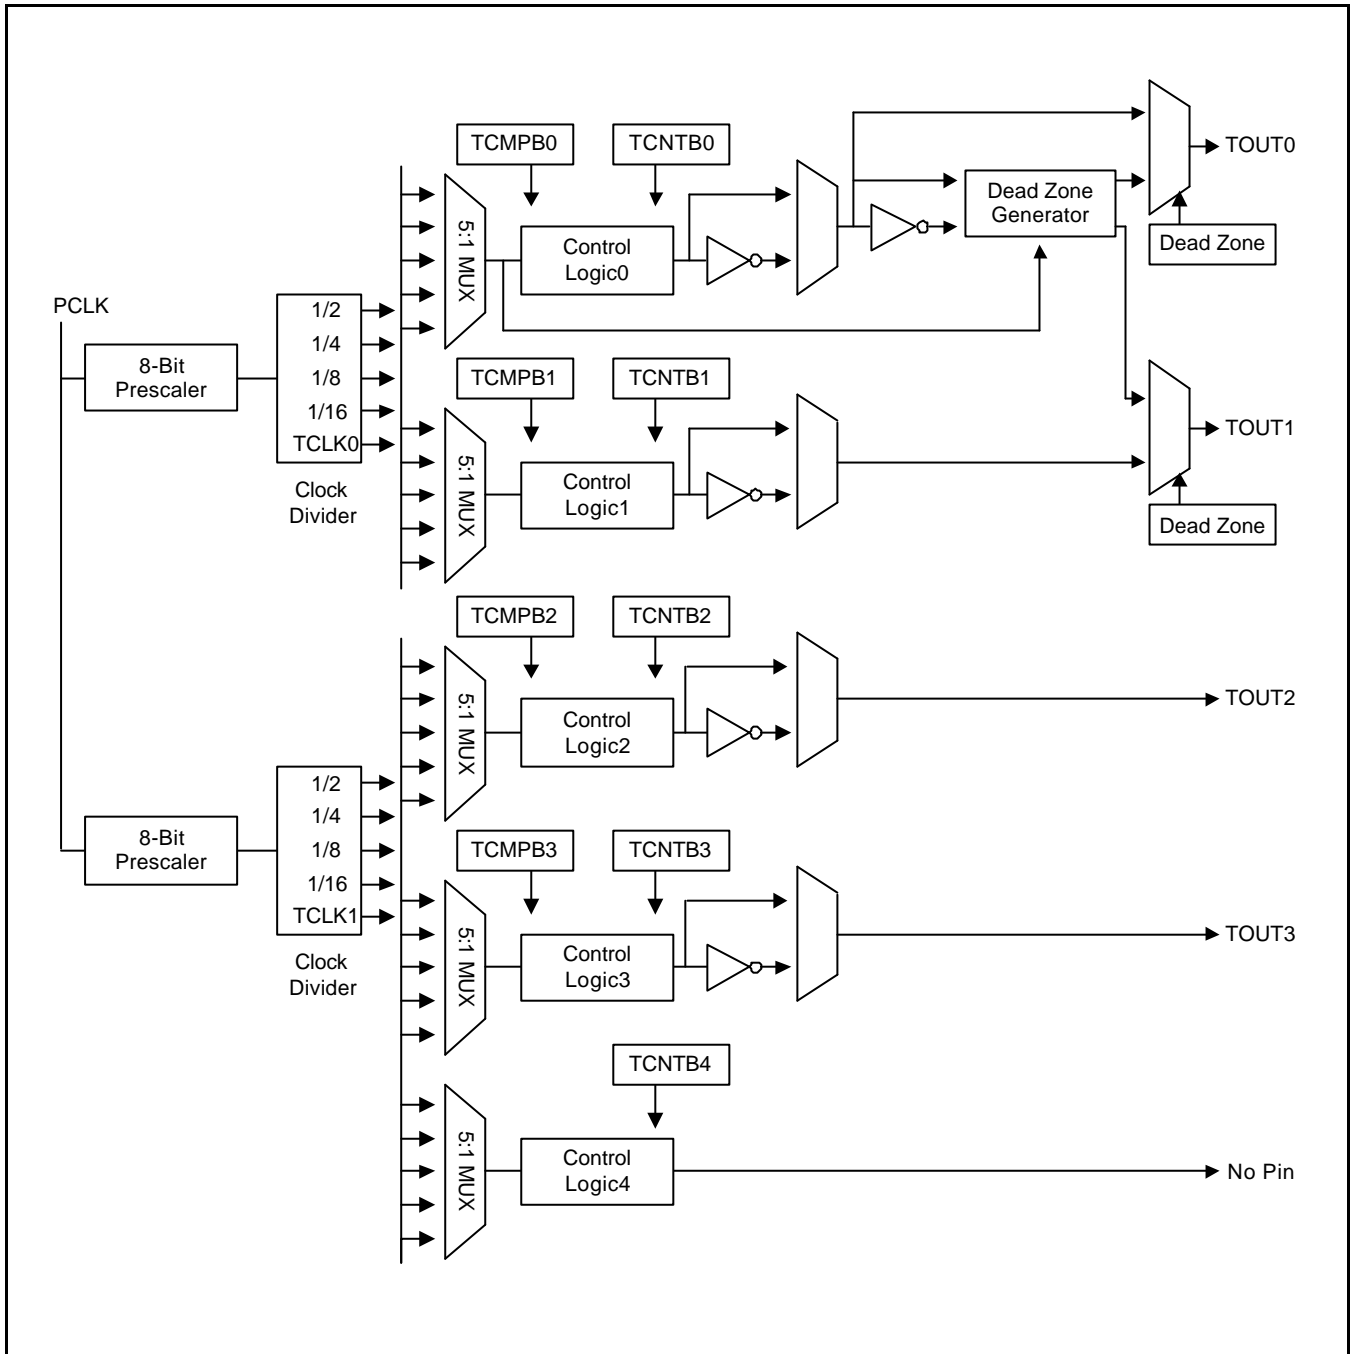 PCLK
8-Bit
Prescaler
1/2
1/4
1/8
1/16
TCLK0
Clock
Divider
5:1 MUX
TCMPB0
TCNTB0
Control
Logic0
Dead Zone
Generator
TOUT0
Dead Zone
5:1 MUX
TCMPB1
TCNTB1
Control
Logic1
TOUT1
Dead Zone
8-Bit
Prescaler
1/2
1/4
1/8
1/16
TCLK1
Clock
Divider
5:1 MUX
TCMPB2
TCNTB2
Control
Logic2
TOUT2
5:1 MUX
TCMPB3
TCNTB3
Control
Logic3
TOUT3
5:1 MUX
TCNTB4
Control
Logic4
No Pin